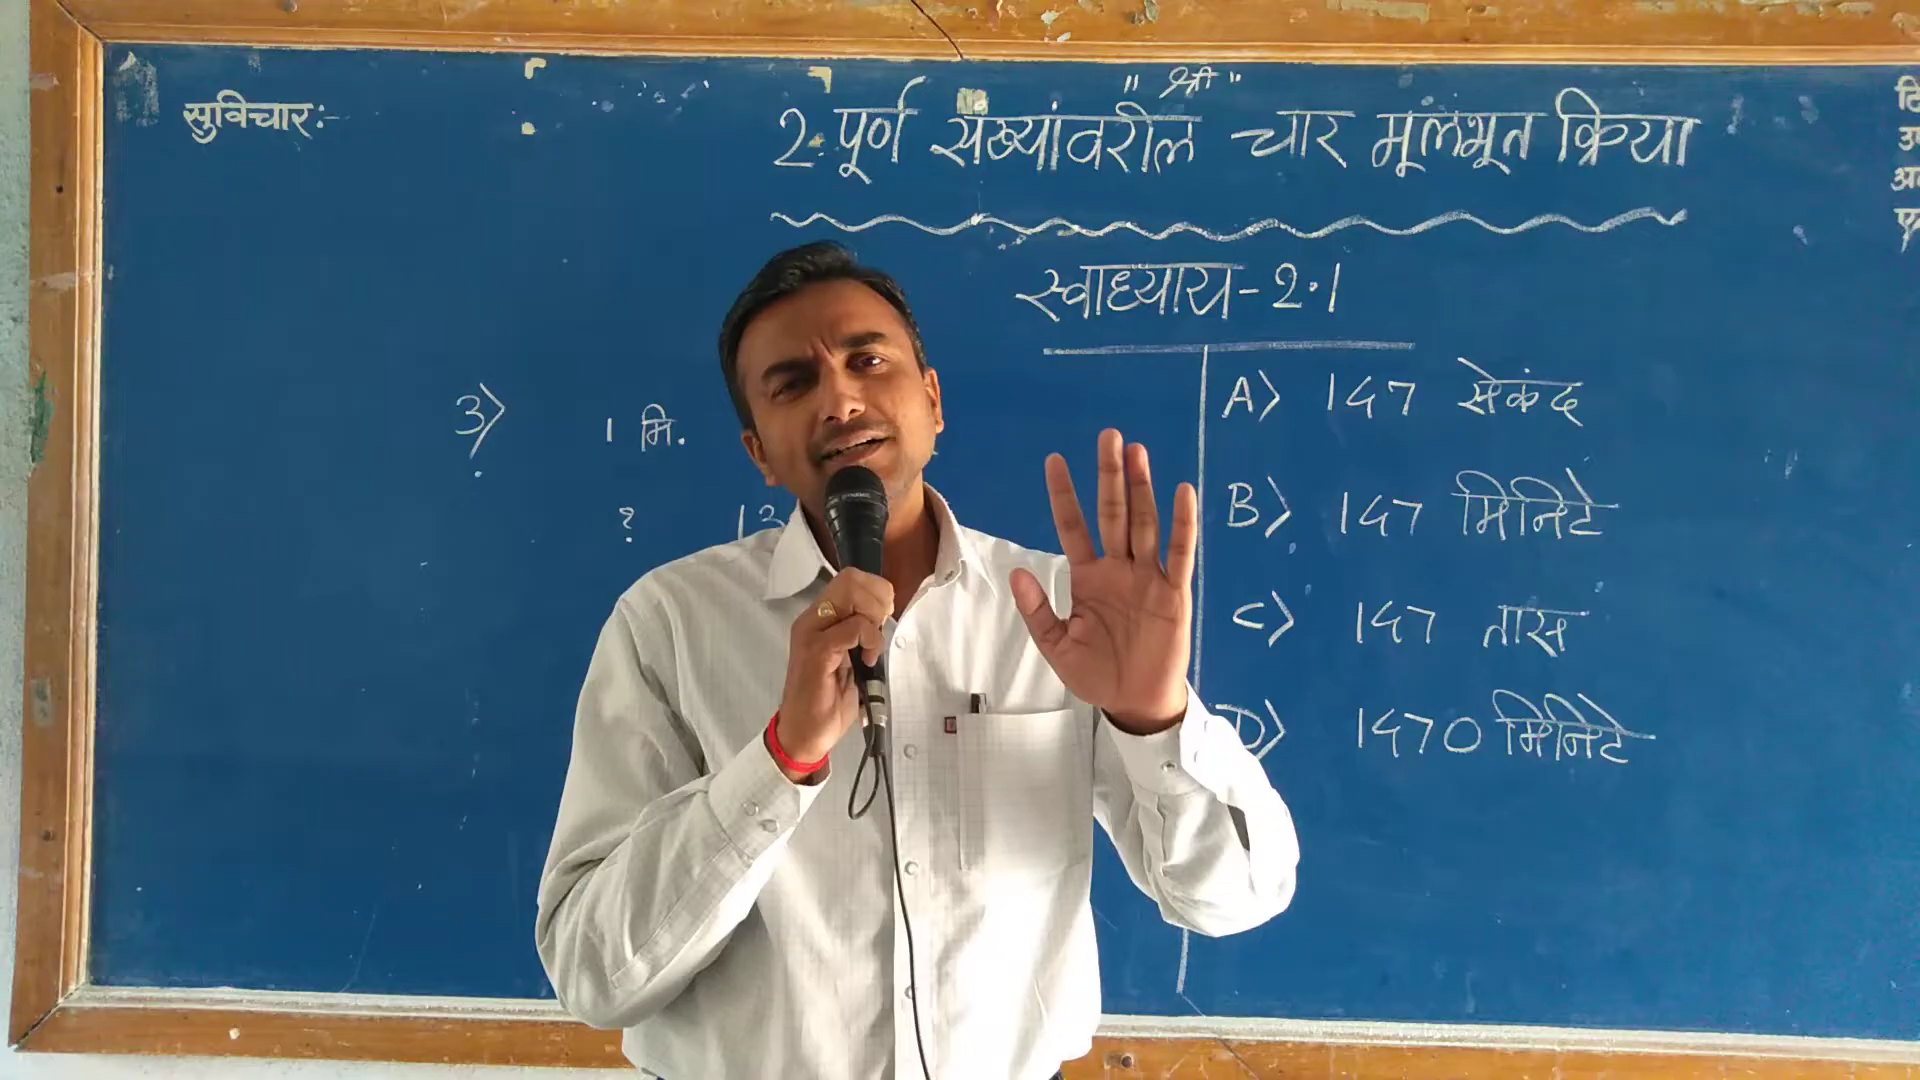 सुविचार:-
"श्री"
2. पूर्ण संख्यांवरील चार मूलभूत क्रिया
स्वाध्याय-2.1
3)
1 मि.
?
A) 147 सेकंद
B) 147 मिनिटे
C) 147 तास
D) 1470 मिनिटे